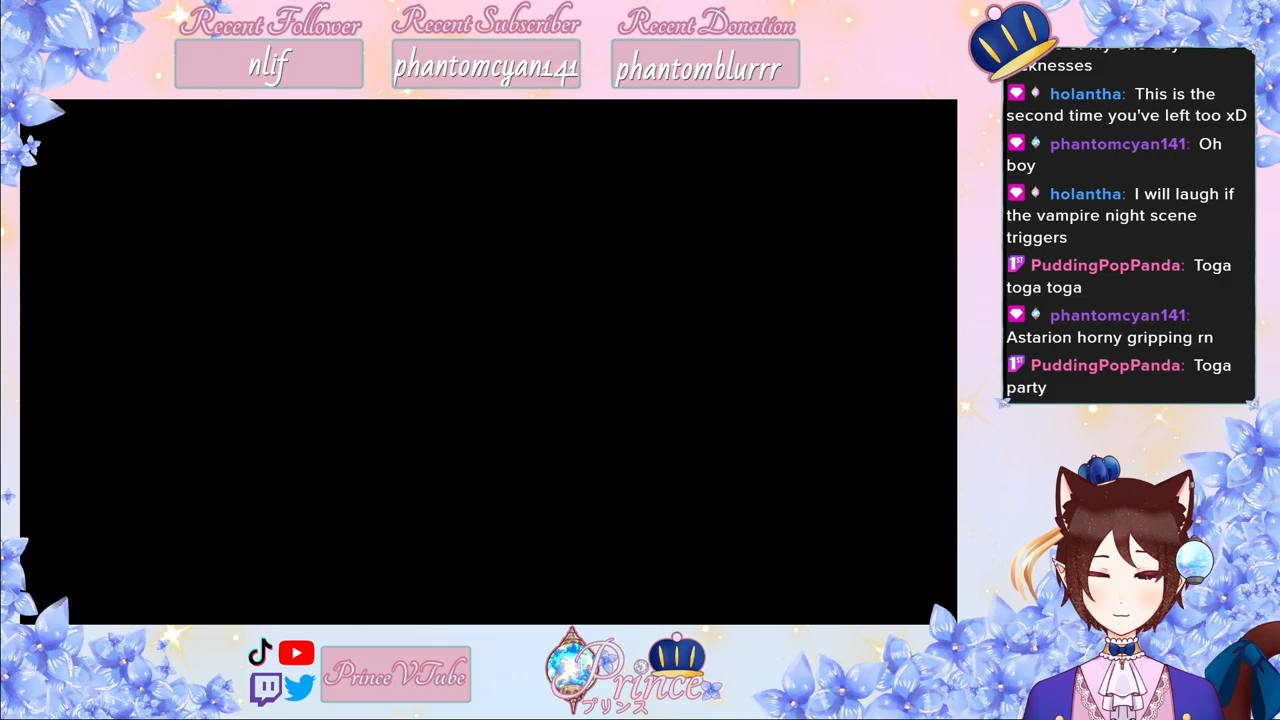 Recent Follower
nlif
Recent Subscriber
phantomcyan141
Recent Donation
phantomblurrr
holantha: This is the
second time you've left too xD
phantomcyan141: Oh
boy
holantha: I will laugh if
the vampire night scene
triggers
1ST PuddingPopPanda: Toga
toga toga
phantomcyan141:
Astarion horny gripping rn
1ST PuddingPopPanda: Toga
party
Prince VTube
Prince
プリンス